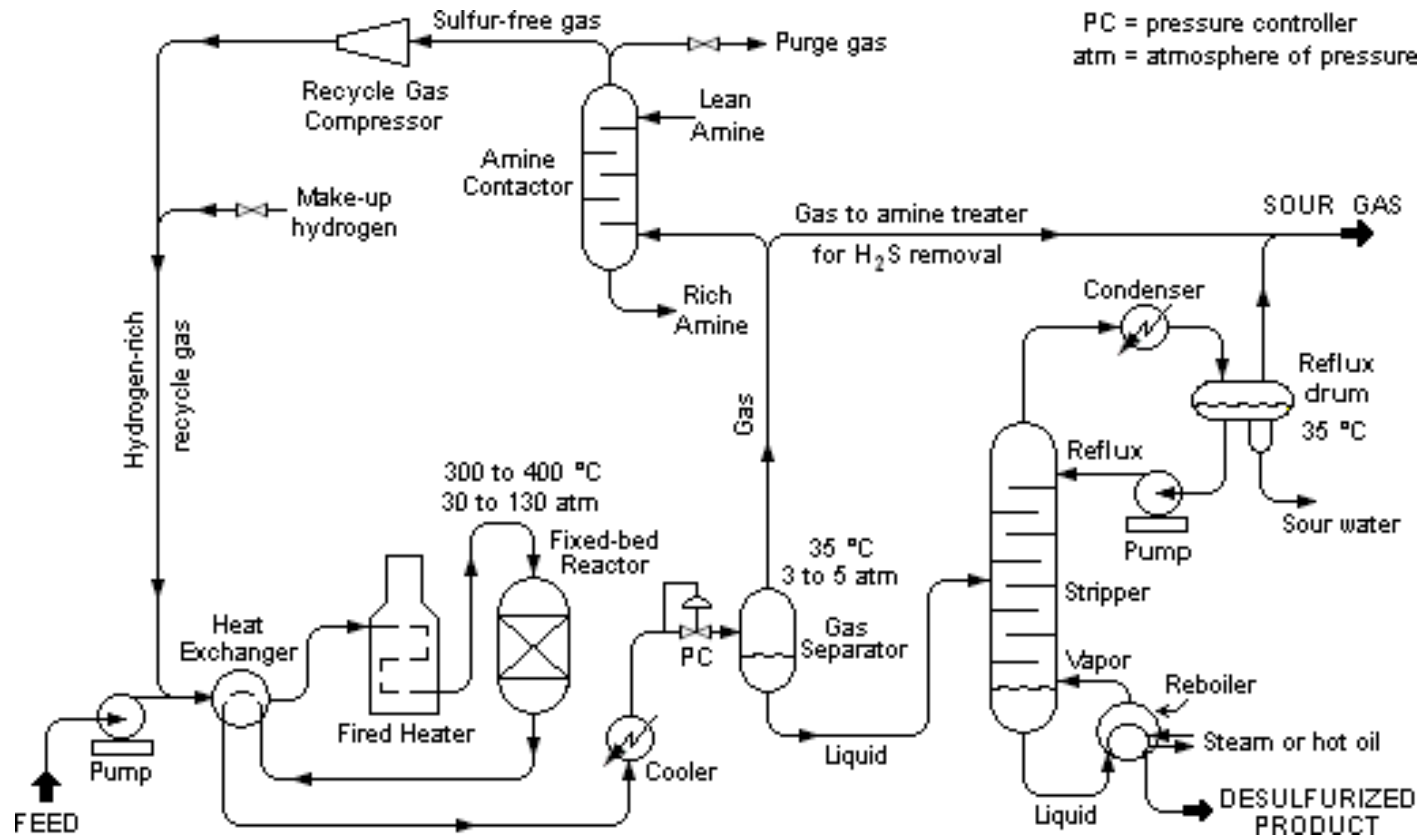 Sulfur-free gas
Purge gas
PC = pressure controller
atm = atmosphere of pressure
Recycle Gas
Compressor
Lean
Amine
Amine
Contactor
Make-up
hydrogen
Gas to amine treater
for H₂S removal
SOUR GAS
Rich
Amine
Condenser
Hydrogen-rich
recycle gas
Gas
Reflux
drum
35 °C
300 to 400 °C
30 to 130 atm
Reflux
Sour water
Fixed-bed
Reactor
35 °C
3 to 5 atm
Pump
Stripper
Heat
Exchanger
Gas
Separator
PC
Vapor
Reboiler
Fired Heater
Steam or hot oil
Pump
Cooler
Liquid
FEED
Liquid
DESULFURIZED
PRODUCT